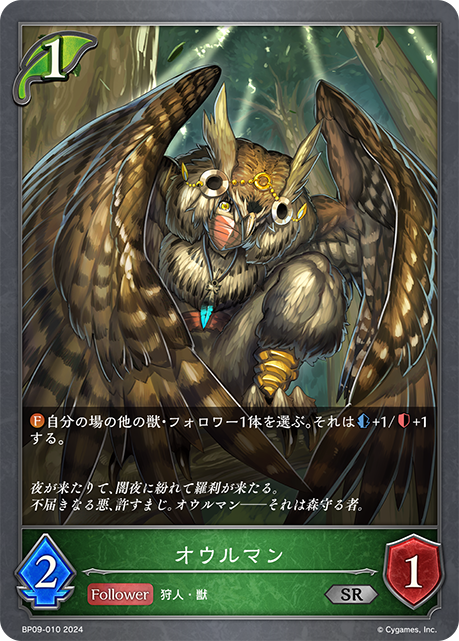 1
F 自分の場の他の獣・フォロワー1体を選ぶ。それは+1/+1
する。
夜が来たりて、闇夜に紛れて羅刹が来たる。
不届きなる悪、許すまじ。オウルマン──それは森守る者。
オウルマン
2
Follower 狩人・獣
SR
1
BP09-010 2024
© Cygames, Inc.